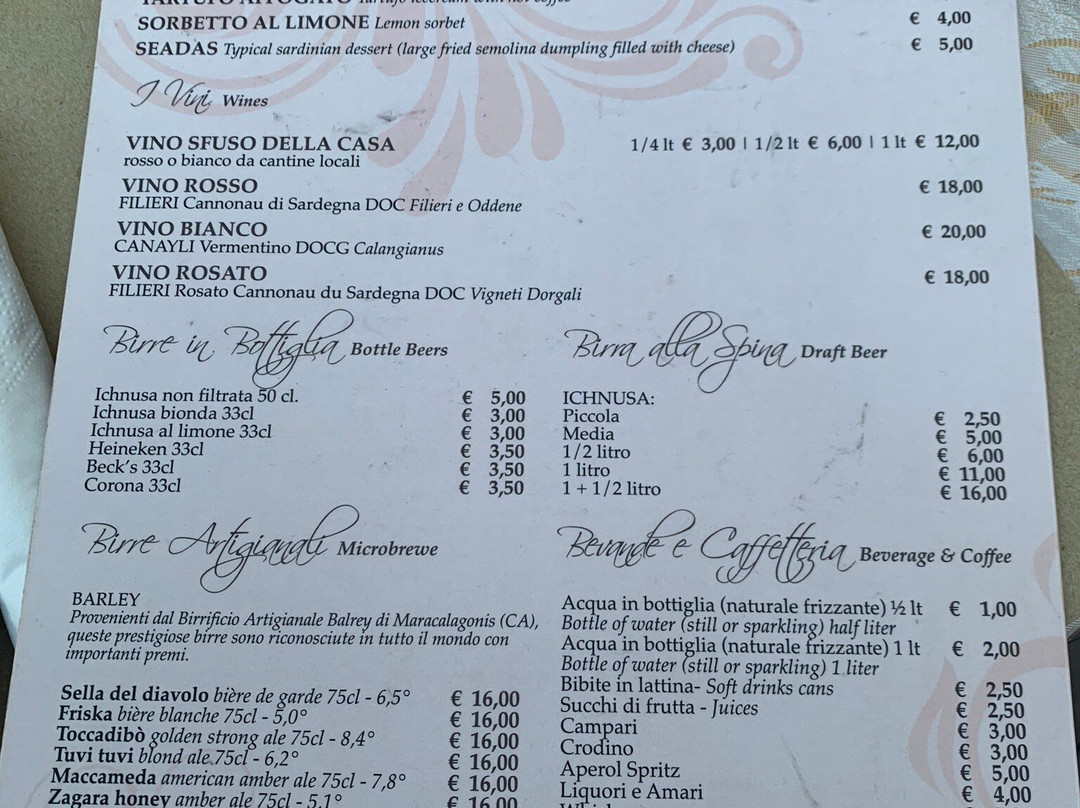 TARTUFO AFFOGATO Tartufo icecream with hot coffee
SORBETTO AL LIMONE Lemon sorbet € 4,00
SEADAS Typical sardinian dessert (large fried semolina dumpling filled with cheese) € 5,00
I Vini Wines
VINO SFUSO DELLA CASA 1/4 lt € 3,00 | 1/2 lt € 6,00 | 1 lt € 12,00
rosso o bianco da cantine locali
VINO ROSSO € 18,00
FILIERI Cannonau di Sardegna DOC Filieri e Oddene
VINO BIANCO € 20,00
CANAYLI Vermentino DOCG Calangianus
VINO ROSATO € 18,00
FILIERI Rosato Cannonau du Sardegna DOC Vigneti Dorgali
Birre in Bottiglia Bottle Beers
Ichnusa non filtrata 50 cl. € 5,00
Ichnusa bionda 33cl € 3,00
Ichnusa al limone 33cl € 3,00
Heineken 33cl € 3,50
Beck's 33cl € 3,50
Corona 33cl € 3,50
Birra alla Spina Draft Beer
ICHNUSA:
Piccola € 2,50
Media € 5,00
1/2 litro € 6,00
1 litro € 11,00
1 + 1/2 litro € 16,00
Birre Artigianali Microbrewe
BARLEY
Provenienti dal Birrificio Artigianale Balrey di Maracalagonis (CA),
queste prestigiose birre sono riconosciute in tutto il mondo con
importanti premi.
Sella del diavolo bière de garde 75cl - 6,5° € 16,00
Friska bière blanche 75cl - 5,0° € 16,00
Toccadibò golden strong ale 75cl - 8,4° € 16,00
Tuvi tuvi blond ale 75cl - 6,2° € 16,00
Maccameda american amber ale 75cl - 7,8° € 16,00
Zagara honey amber ale 75cl - 5,1° € 16,00
Bevande e Caffetteria Beverage & Coffee
Acqua in bottiglia (naturale frizzante) ½ lt € 1,00
Bottle of water (still or sparkling) half liter
Acqua in bottiglia (naturale frizzante) 1 lt € 2,00
Bottle of water (still or sparkling) 1 liter
Bibite in lattina- Soft drinks cans € 2,50
Succhi di frutta - Juices € 2,50
Campari € 3,00
Crodino € 3,00
Aperol Spritz € 5,00
Liquori e Amari € 4,00